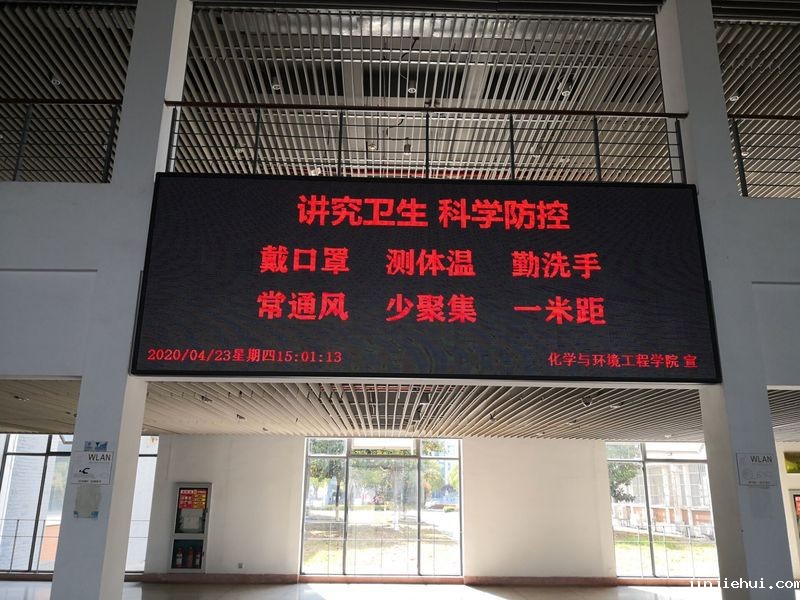 讲究卫生 科学防控
戴口罩 测体温 勤洗手
常通风 少聚集 一米距
2020/04/23星期四15:01:13 化学与环境工程学院 宣
WLAN
WLAN